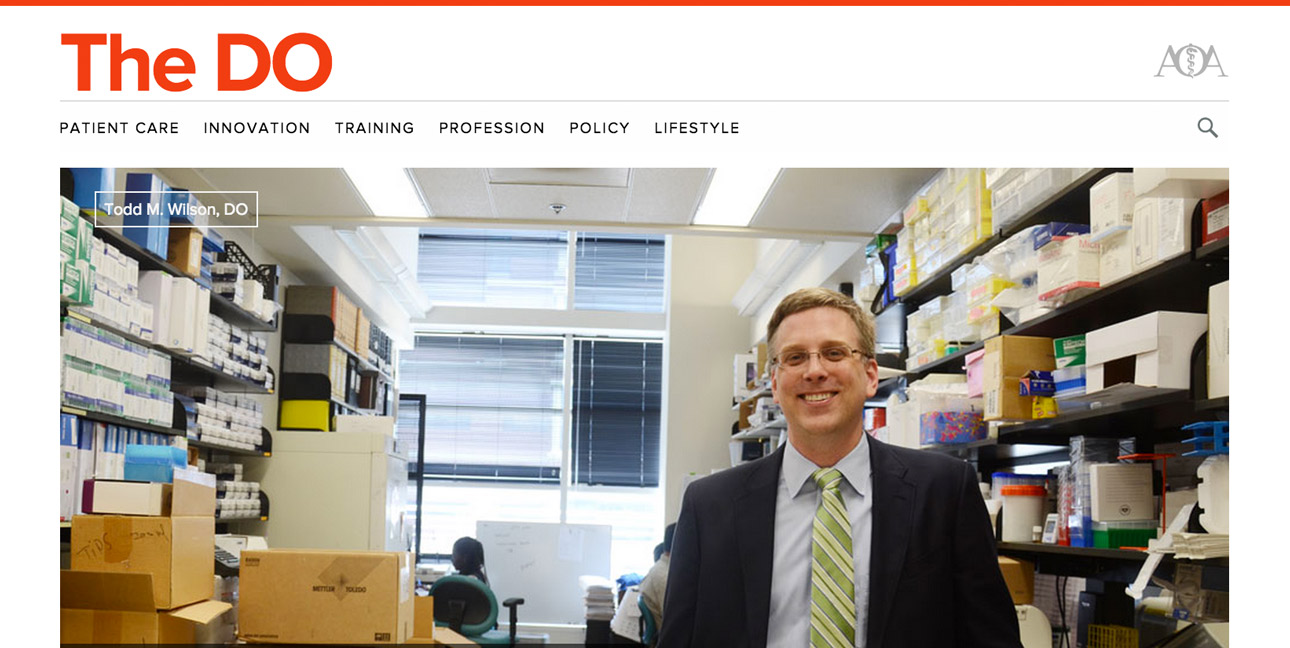 The DO
AOA
PATIENT CARE INNOVATION TRAINING PROFESSION POLICY LIFESTYLE
Todd M. Wilson, DO
METTLER TOLEDO